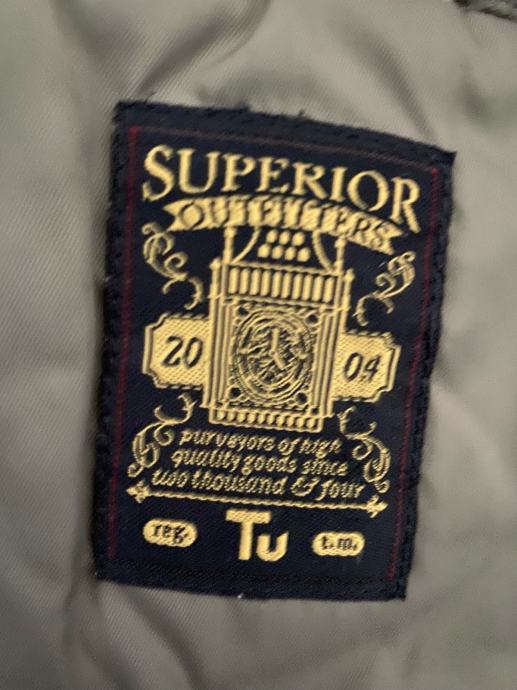 SUPERIOR
OUTFITTERS
20 04
purveyors of high
quality goods since
two thousand & four
reg. Tu t.m.